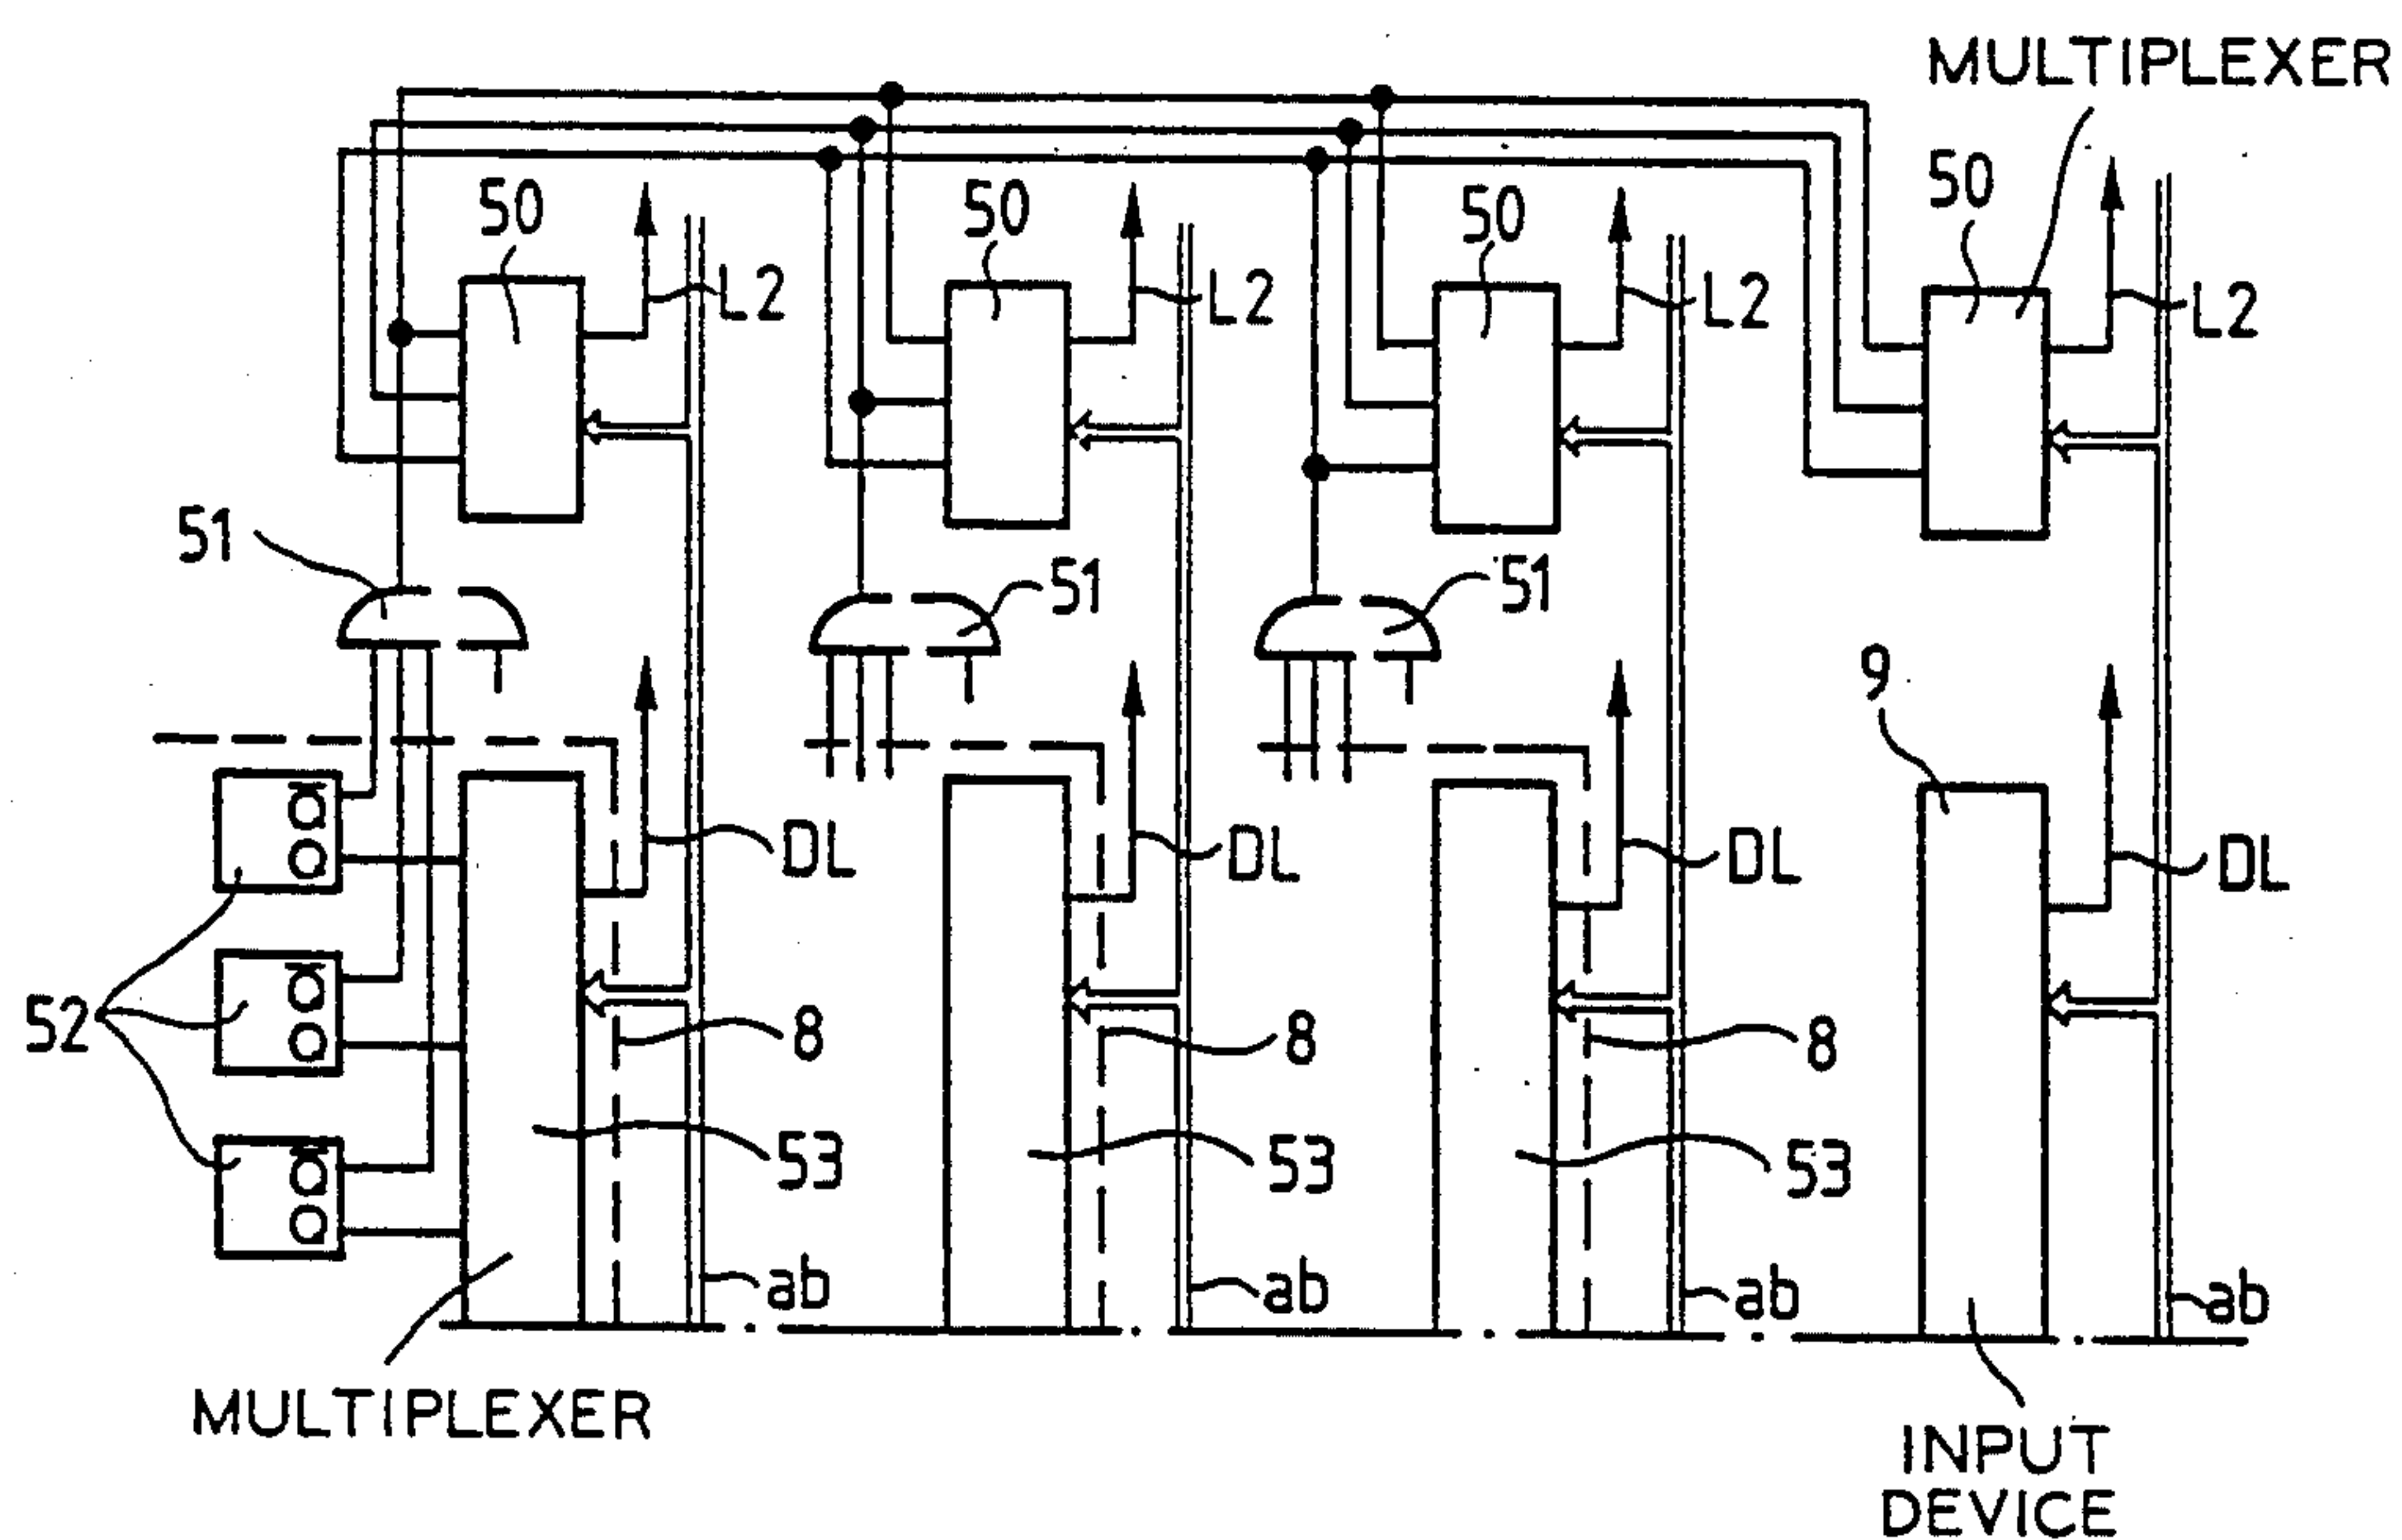 MULTIPLEXER
50
50
50
50
L2
L2
L2
L2
51
51
51
9
Q̅
Q
DL
DL
DL
DL
Q̅
Q
52
8
8
8
53
53
53
Q̅
Q
ab
ab
ab
ab
MULTIPLEXER
INPUT
DEVICE